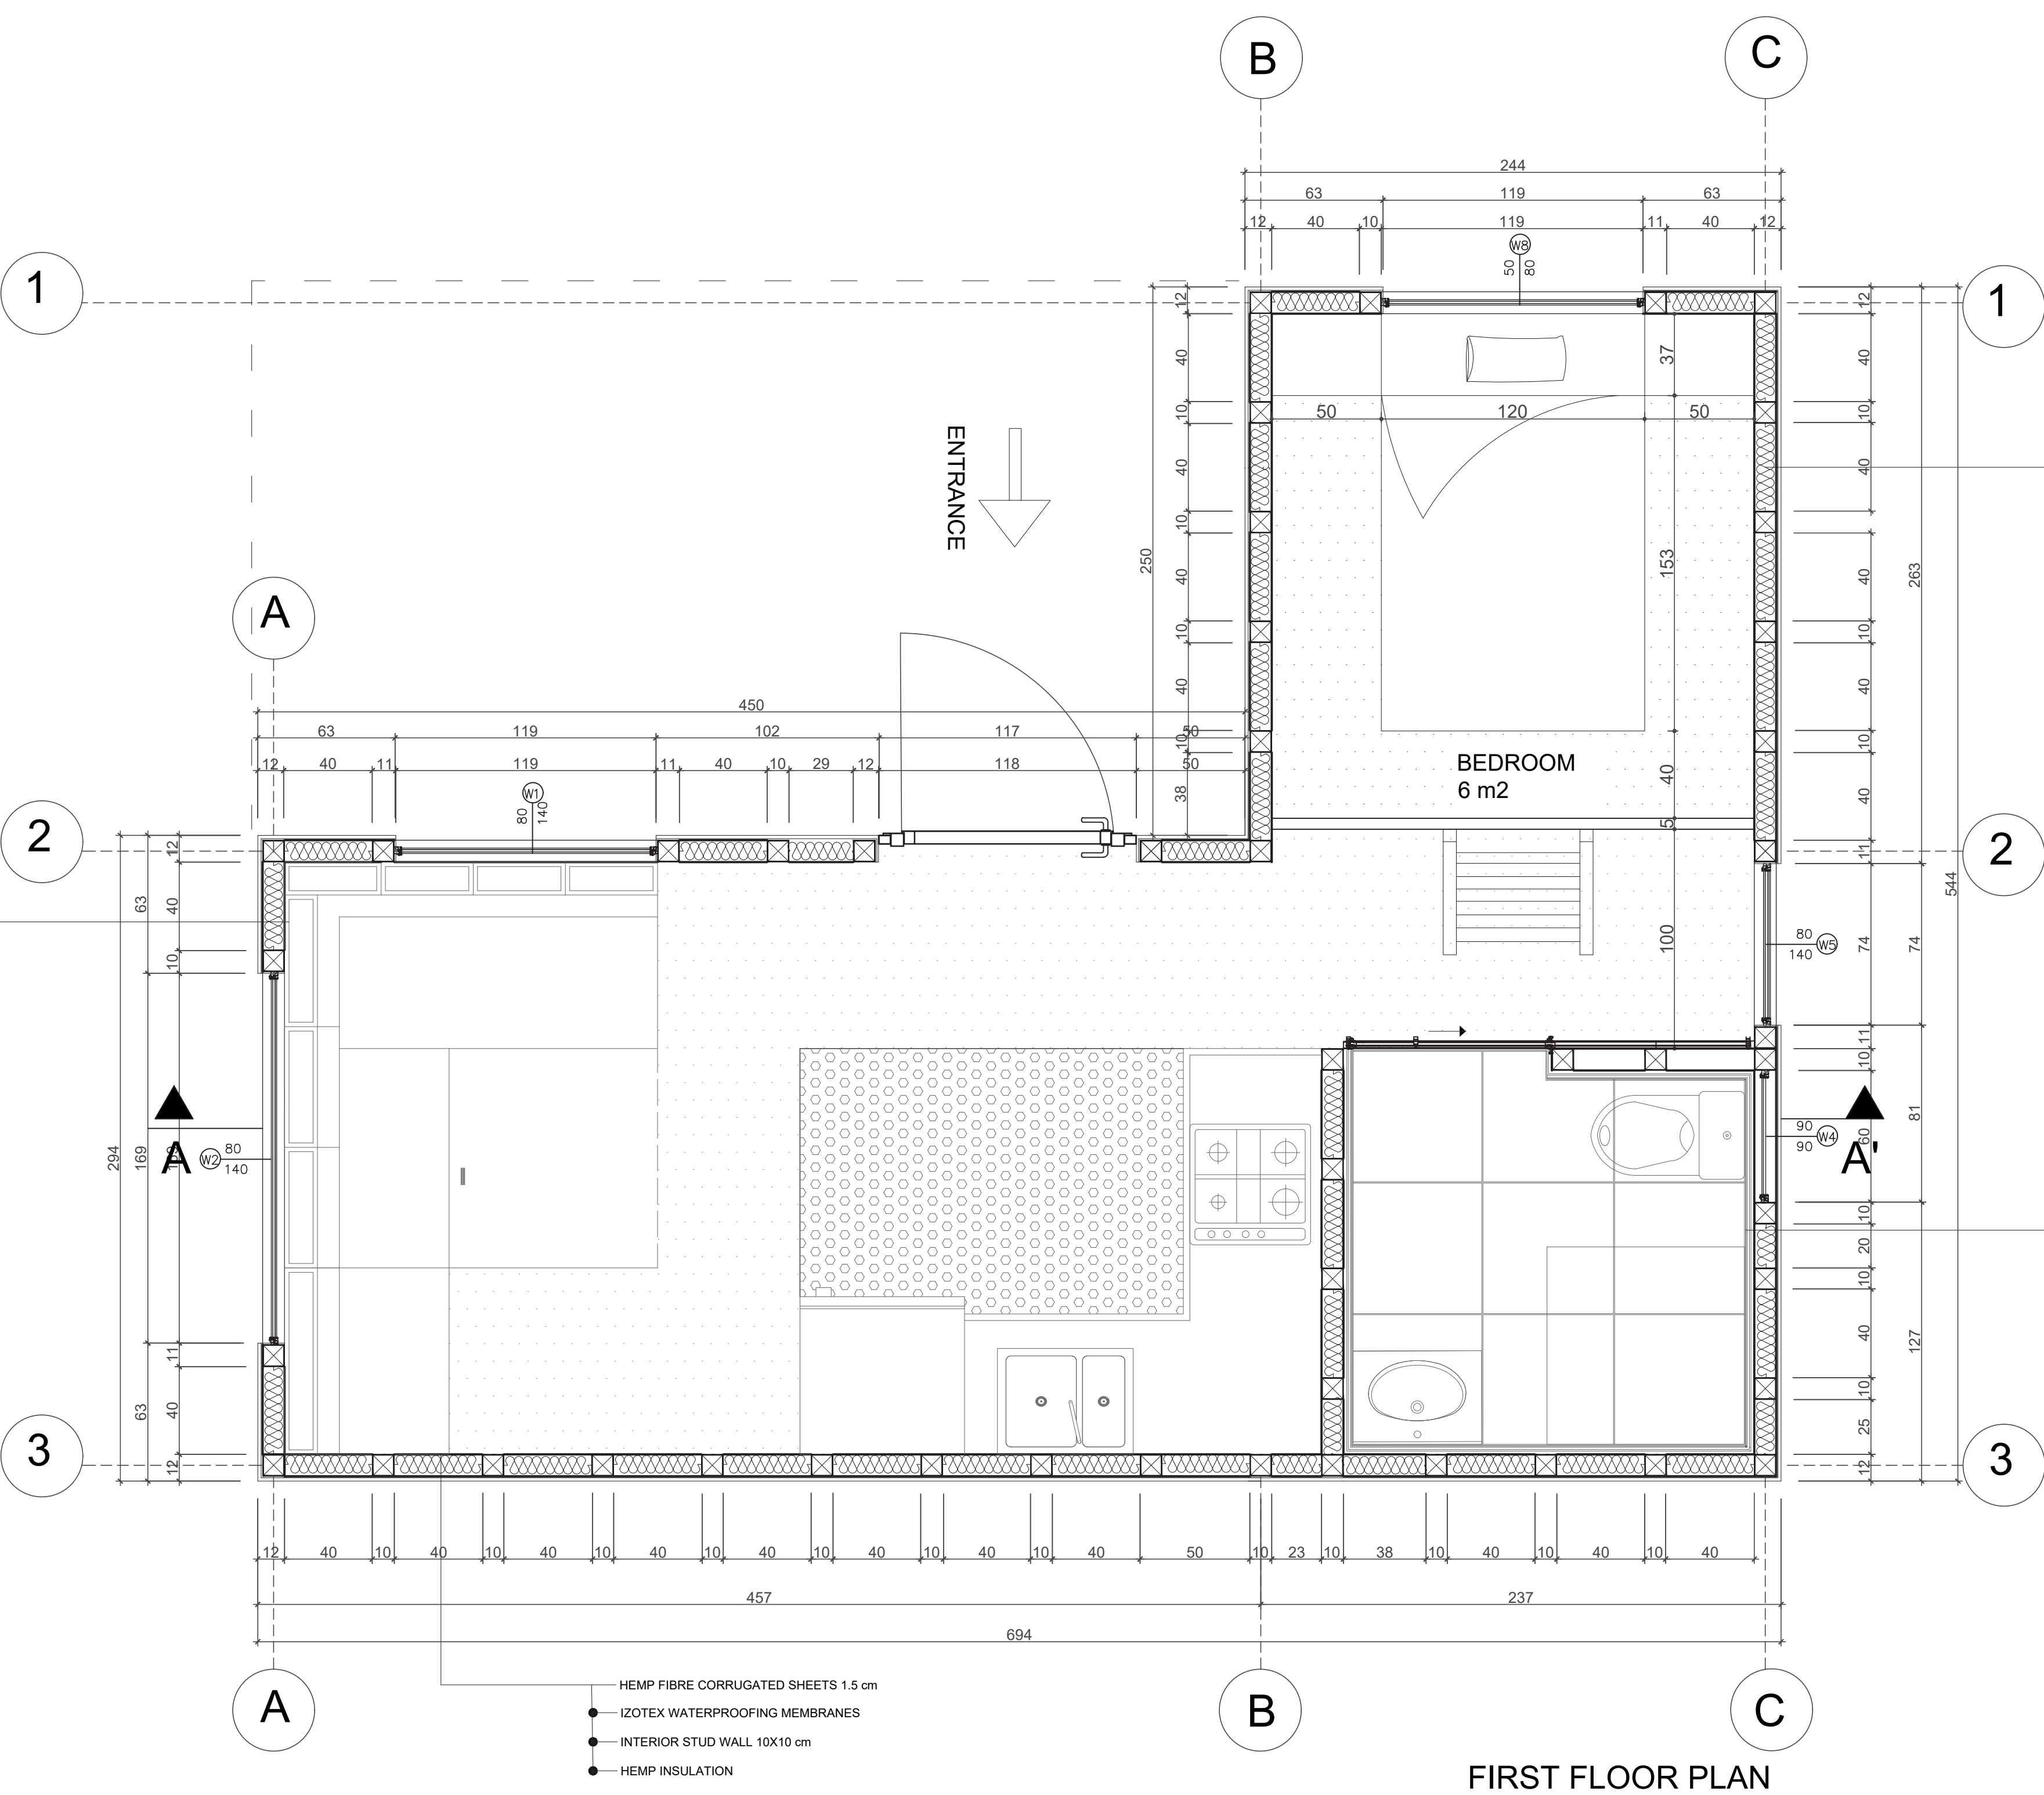 B
C
244
63 119 63
12 40 10 119 11 40 12
W8
50 80
1
1
12 40 10 40 10 40 10 40 10 38
250
37
50 120 50
153
40
5
100
ENTRANCE
A
450
63 119 102 117 50
12 40 11 119 11 40 10 29 12 118 50
W1
80 140
BEDROOM
6 m2
2
2
12 40 10 40 10 40 10 40 10 40 11 74 11 10 60 10 20 10 40 10 25 12
263 74 81 127
544
80
140 W5
90
90 W4
12 40 10 11 40 12
63 169 63
294
A
W2 80
140
A'
3
3
12 40 10 40 10 40 10 40 10 40 10 40 10 40 10 40 50 10 23 10 38 10 40 10 40 10 40
457 237
694
A
B
C
HEMP FIBRE CORRUGATED SHEETS 1.5 cm
IZOTEX WATERPROOFING MEMBRANES
INTERIOR STUD WALL 10X10 cm
HEMP INSULATION
FIRST FLOOR PLAN